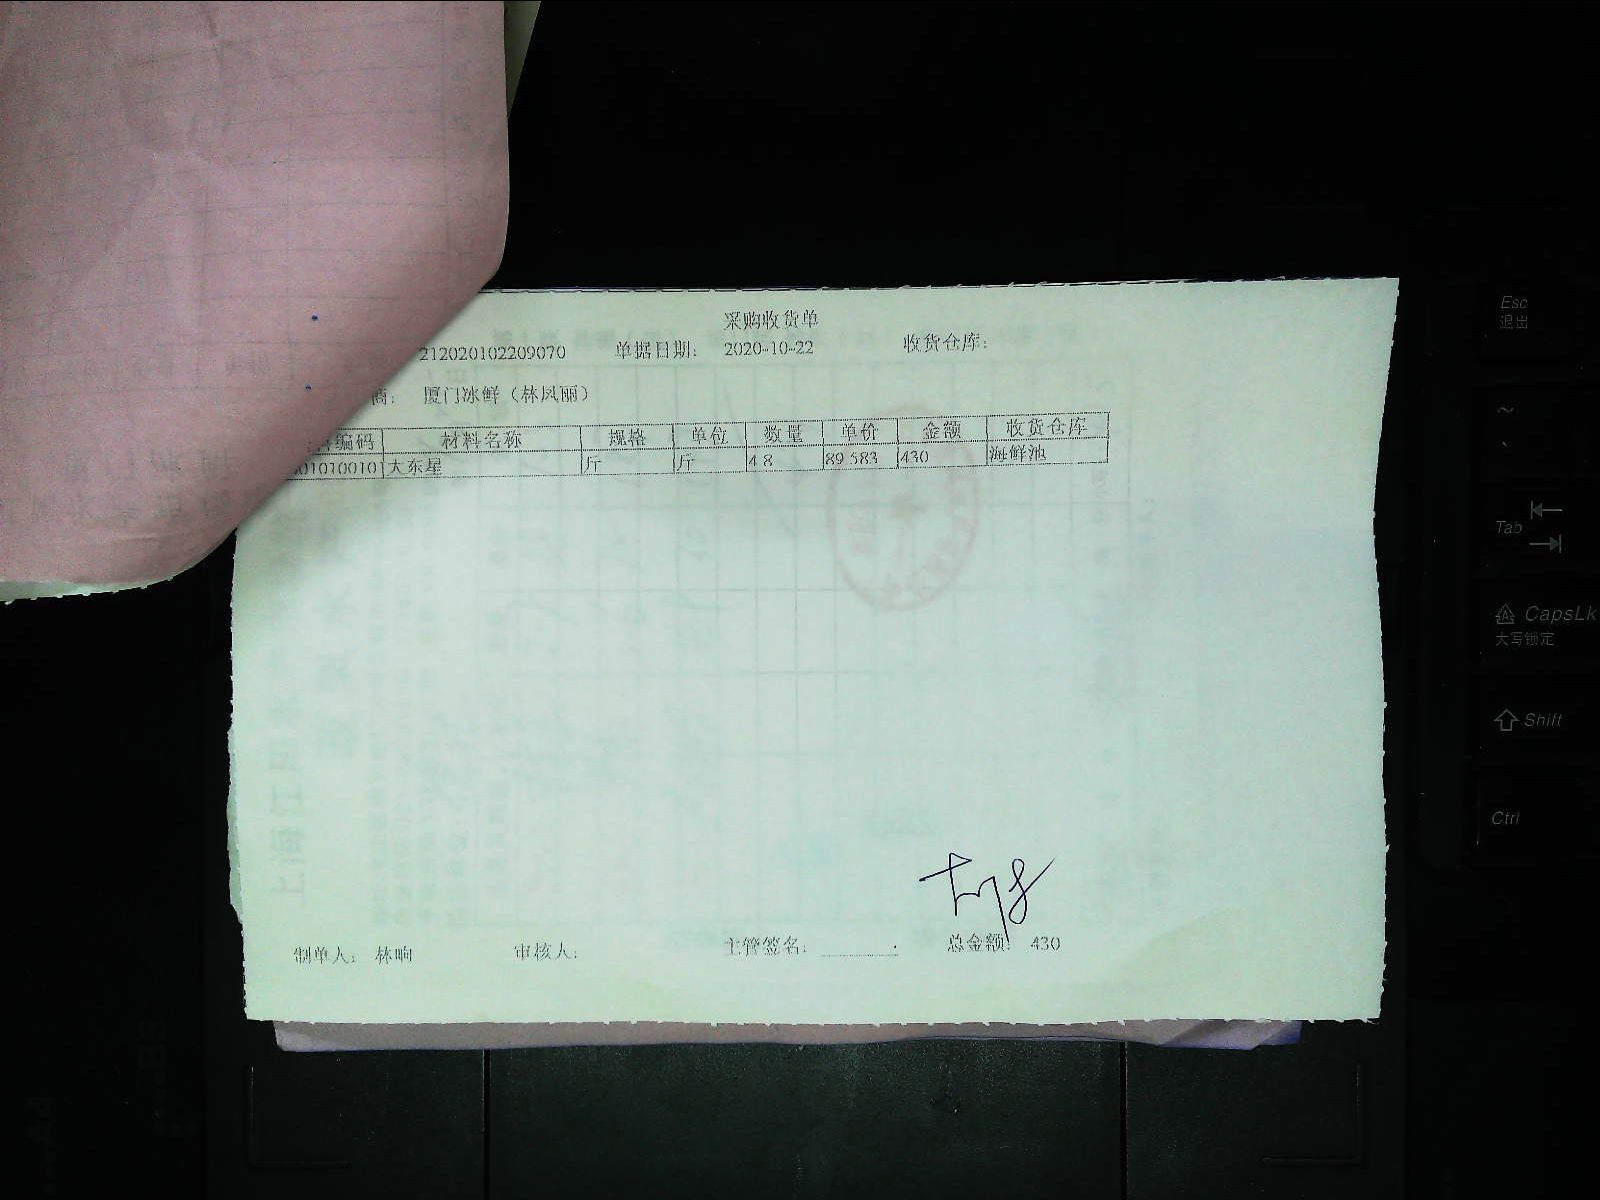 采购收货单
212020102209070 单据日期: 2020-10-22 收货仓库:
商: 厦门冰鲜（林凤丽）
编码 材料名称 规格 单位 数量 单价 金额 收货仓库
01010010 大东星 斤 斤 4.8 89.583 430 海鲜池
制单人: 林响 审核人: 主管签名: 总金额: 430
Esc
退出
~
Tab
CapsLk
大写锁定
Shift
Ctrl